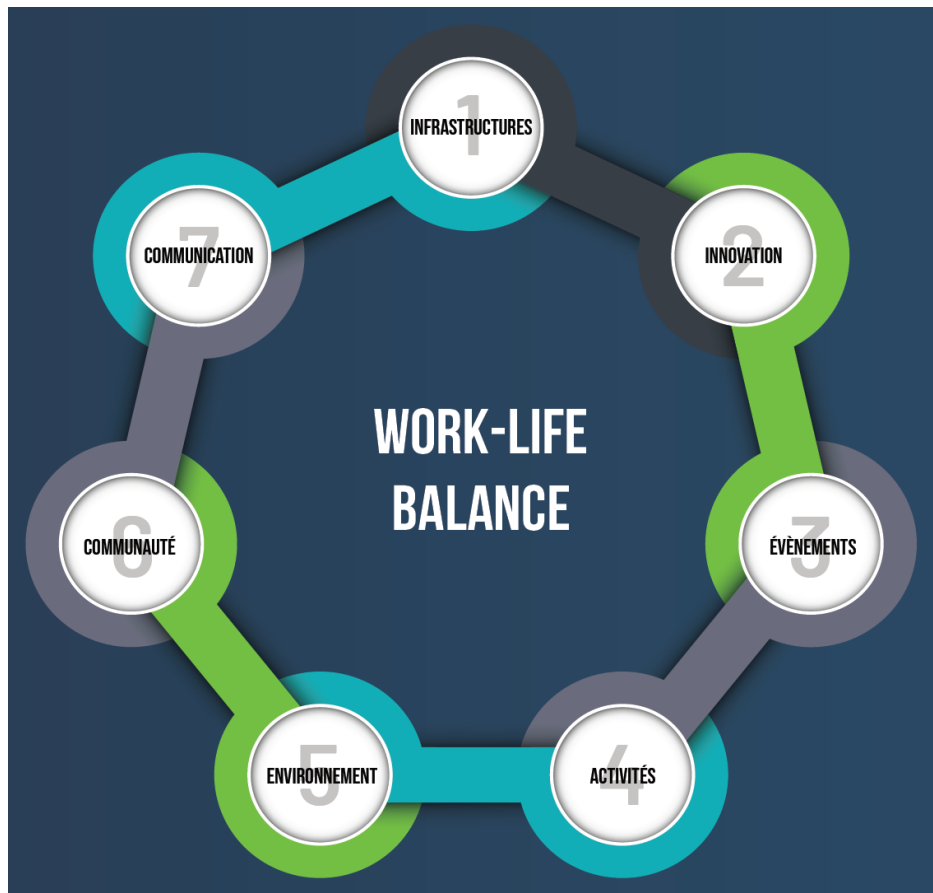 1
INFRASTRUCTURES
2
INNOVATION
3
ÉVÈNEMENTS
4
ACTIVITÉS
5
ENVIRONNEMENT
6
COMMUNAUTÉ
7
COMMUNICATION
WORK-LIFE
BALANCE